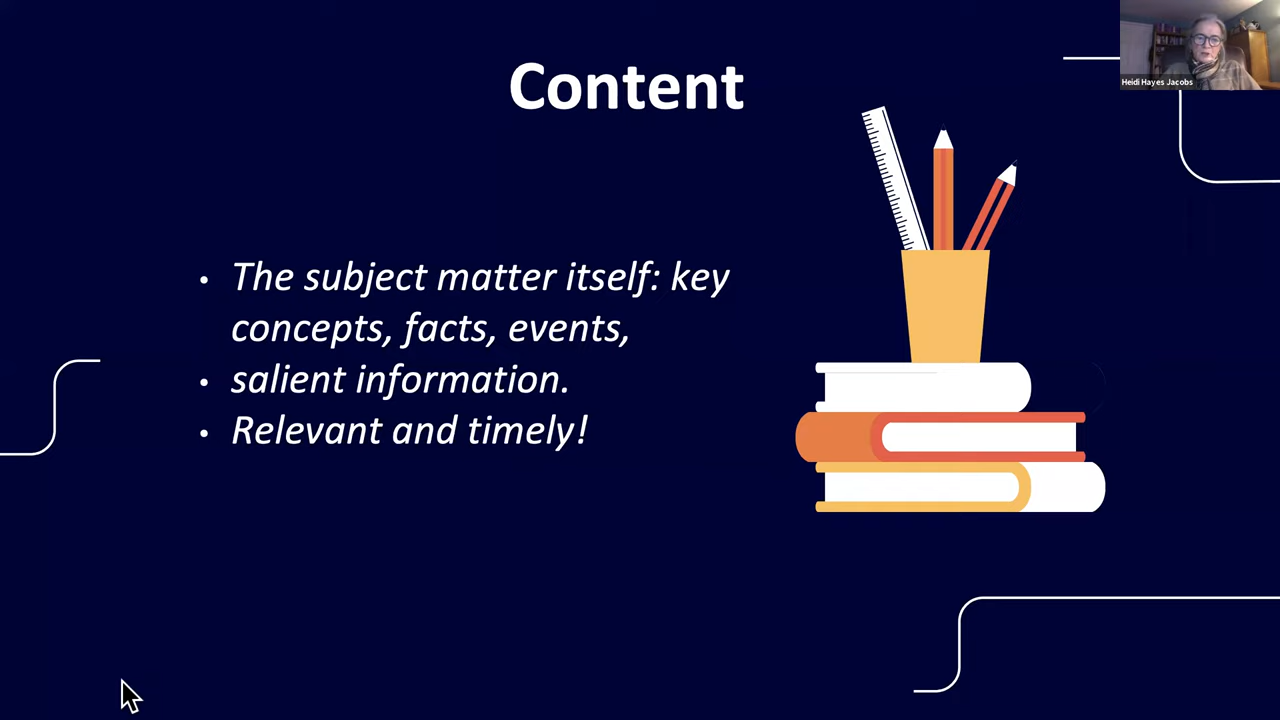 Content
Heidi Hayes Jacobs
• The subject matter itself: key
concepts, facts, events,
• salient information.
• Relevant and timely!